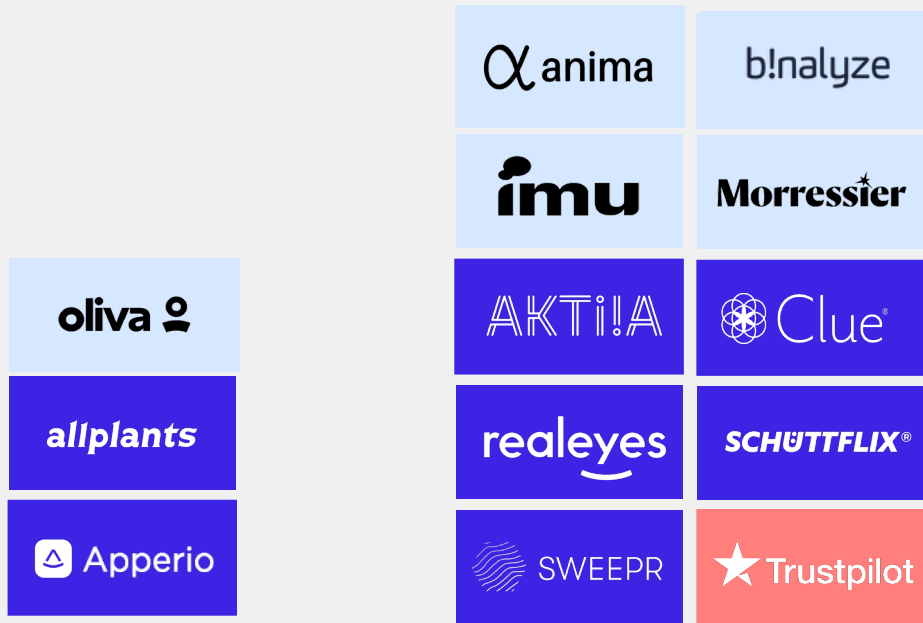 anima
b!nalyze
imu
Morressier
oliva
AKTi!A
Clue®
allplants
realeyes
SCHÜTTFLIX®
Apperio
SWEEPR
Trustpilot